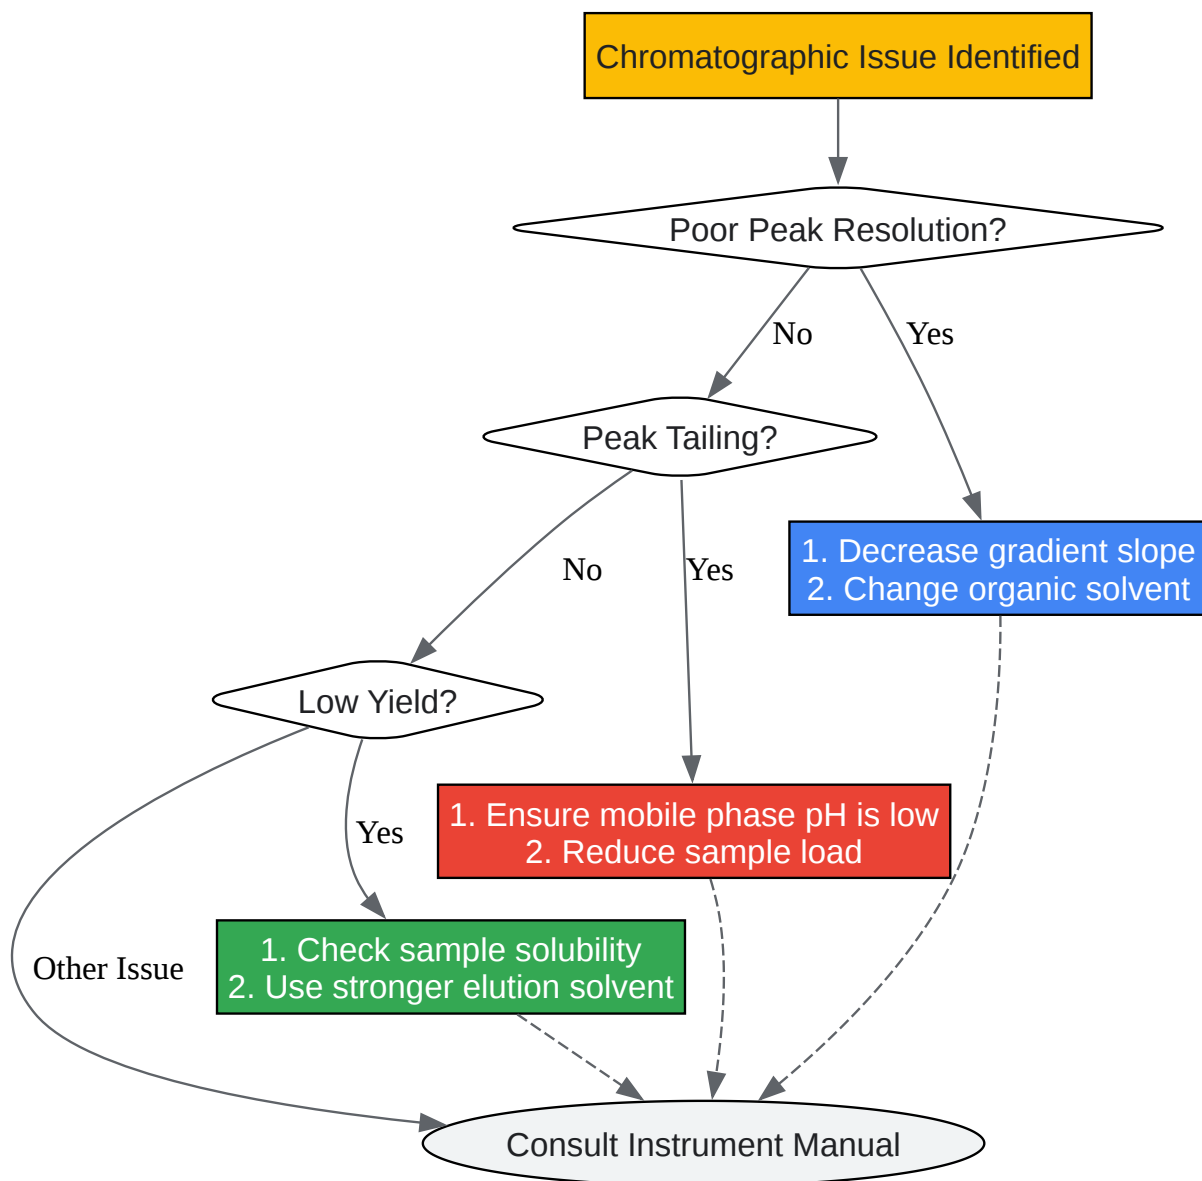 Chromatographic Issue Identified
Poor Peak Resolution?
No
Yes
Peak Tailing?
1. Decrease gradient slope
2. Change organic solvent
No
Yes
Low Yield?
1. Ensure mobile phase pH is low
2. Reduce sample load
Yes
1. Check sample solubility
2. Use stronger elution solvent
Other Issue
Consult Instrument Manual